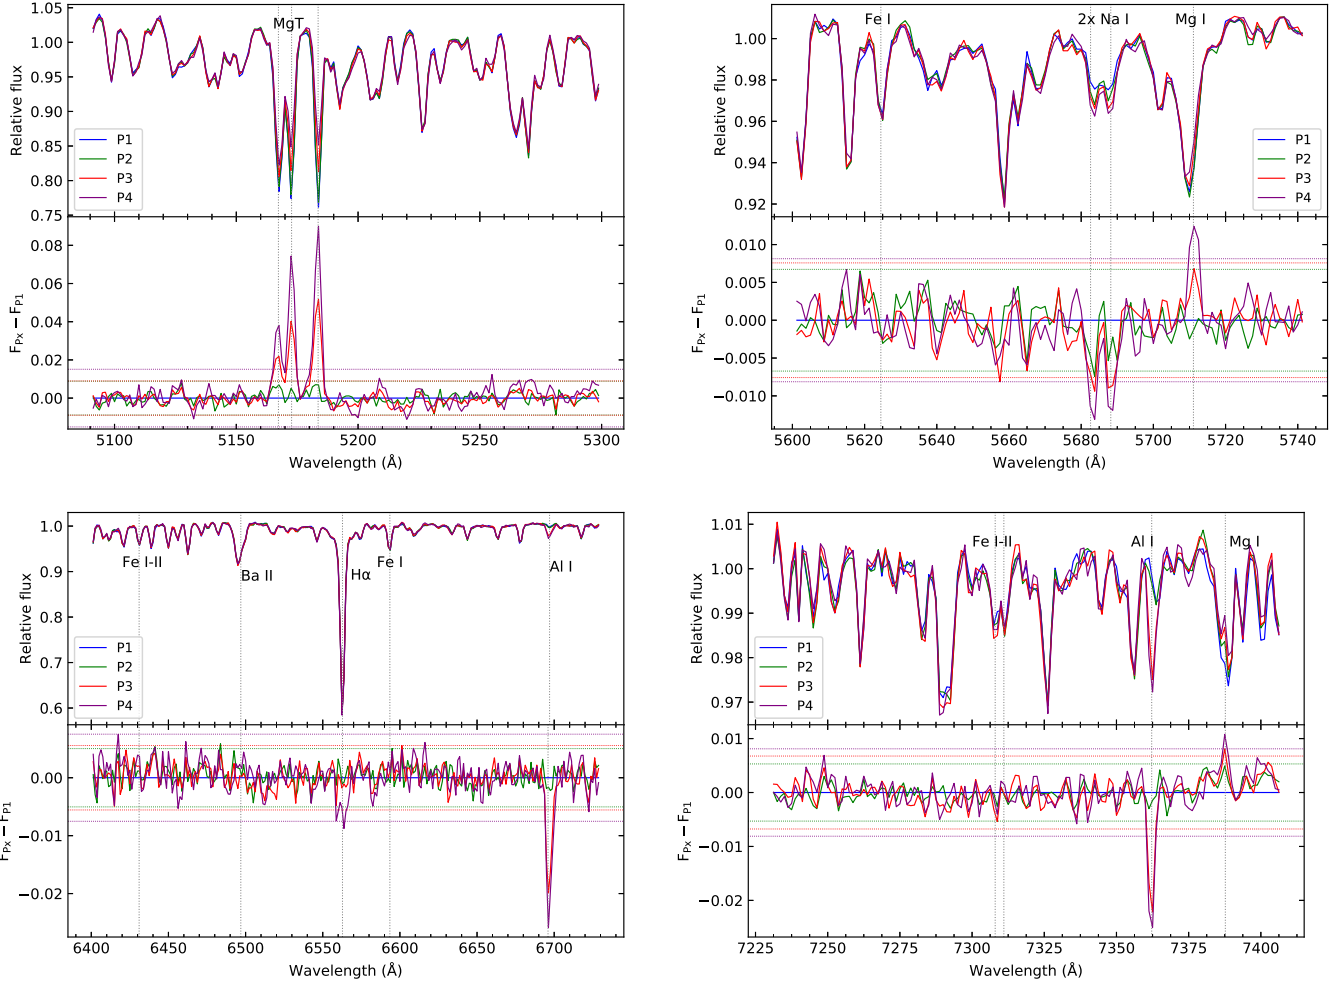 MgT
1.05
1.00
0.95
0.90
0.85
0.80
0.75
Relative flux
P1
P2
P3
P4
0.08
0.06
0.04
0.02
0.00
F_Px − F_P1
5100 5150 5200 5250 5300
Wavelength (Å)
Fe I 2x Na I Mg I
1.00
0.98
0.96
0.94
0.92
Relative flux
P1
P2
P3
P4
0.010
0.005
0.000
−0.005
−0.010
F_Px − F_P1
5600 5620 5640 5660 5680 5700 5720 5740
Wavelength (Å)
1.0
0.9
0.8
0.7
0.6
Relative flux
Fe I-II Ba II Hα Fe I Al I
P1
P2
P3
P4
0.00
−0.01
−0.02
F_Px − F_P1
6400 6450 6500 6550 6600 6650 6700
Wavelength (Å)
1.01
1.00
0.99
0.98
0.97
Relative flux
Fe I-II Al I Mg I
P1
P2
P3
P4
0.01
0.00
−0.01
−0.02
F_Px − F_P1
7225 7250 7275 7300 7325 7350 7375 7400
Wavelength (Å)